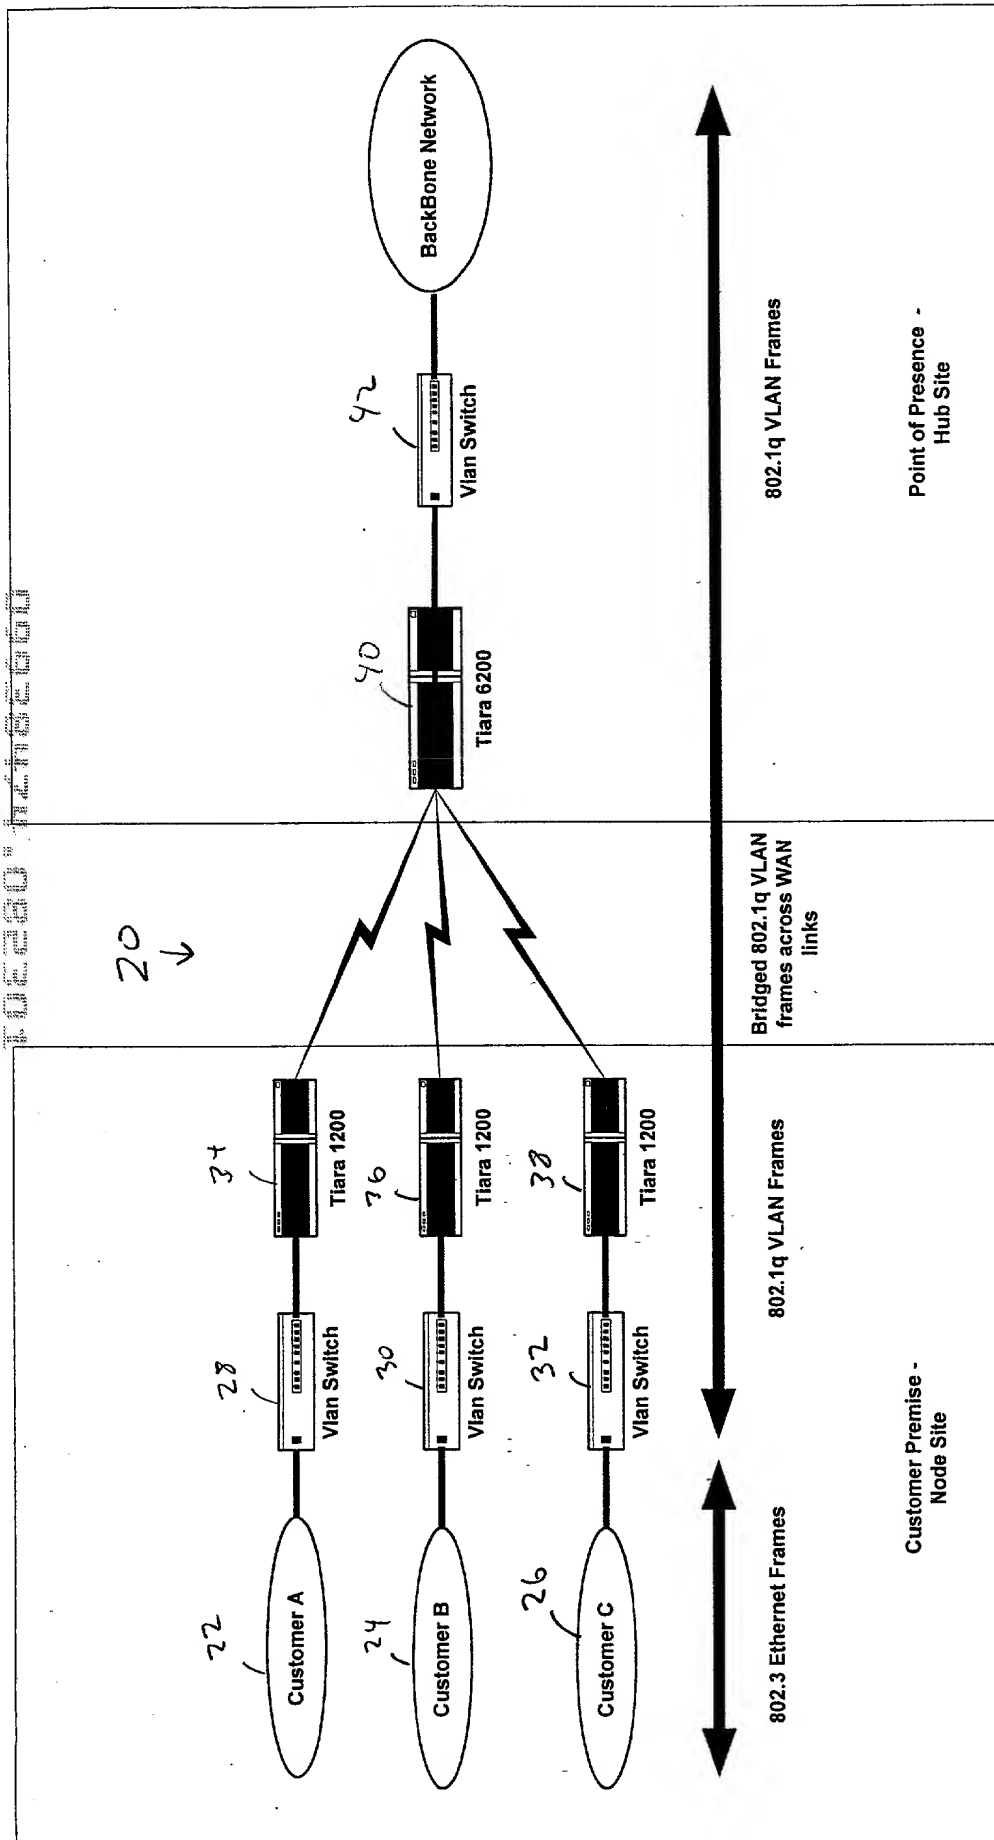 20
22
Customer A
28
Vlan Switch
34
Tiara 1200
24
Customer B
30
Vlan Switch
36
Tiara 1200
40
Tiara 6200
42
Vlan Switch
BackBone Network
26
Customer C
32
Vlan Switch
38
Tiara 1200
802.3 Ethernet Frames
802.1q VLAN Frames
Bridged 802.1q VLAN
frames across WAN
links
802.1q VLAN Frames
Customer Premise -
Node Site
Point of Presence -
Hub Site